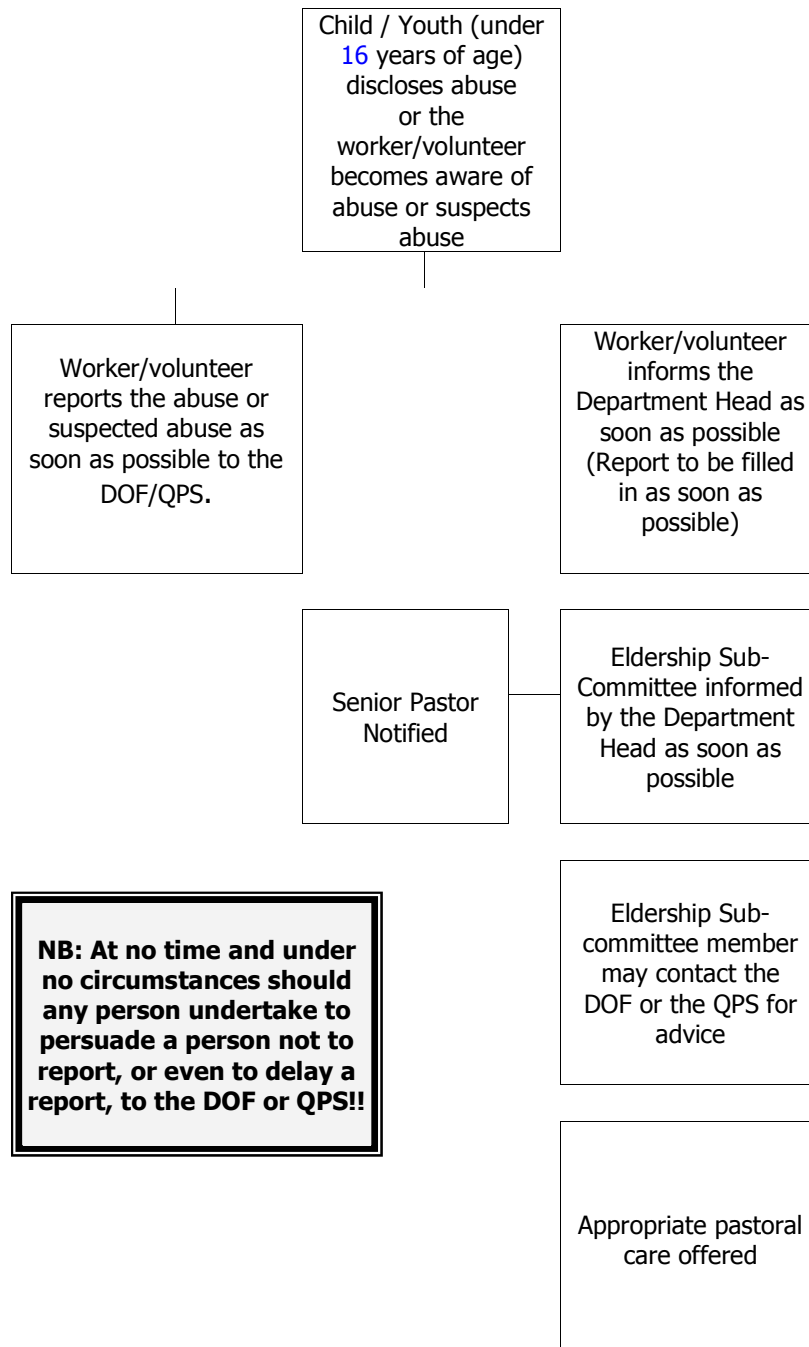 Child / Youth (under
16 years of age)
discloses abuse
or the
worker/volunteer
becomes aware of
abuse or suspects
abuse
Worker/volunteer
reports the abuse or
suspected abuse as
soon as possible to the
DOF/QPS.
Worker/volunteer
informs the
Department Head as
soon as possible
(Report to be filled
in as soon as
possible)
Senior Pastor
Notified
Eldership Sub-
Committee informed
by the Department
Head as soon as
possible
NB: At no time and under
no circumstances should
any person undertake to
persuade a person not to
report, or even to delay a
report, to the DOF or QPS!!
Eldership Sub-
committee member
may contact the
DOF or the QPS for
advice
Appropriate pastoral
care offered